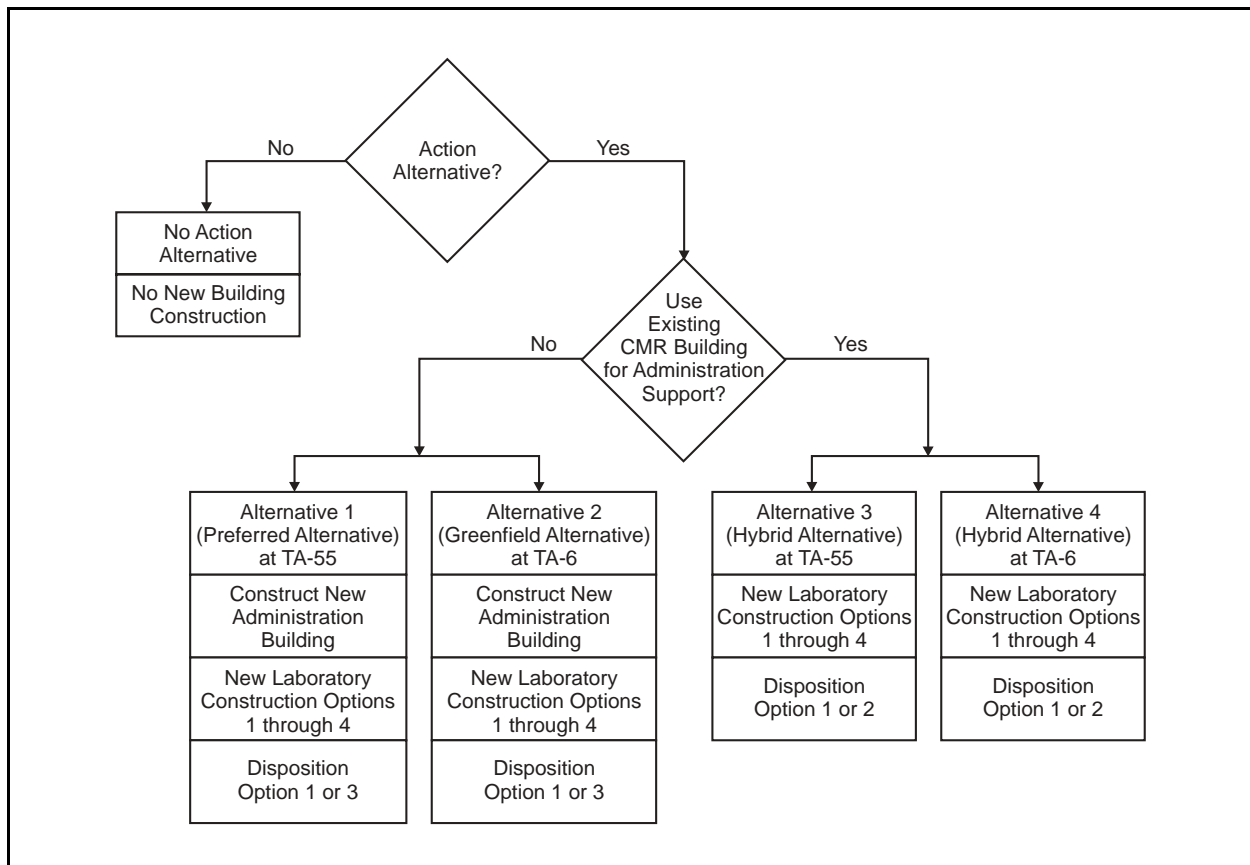 Action
Alternative?
No
Yes
No Action
Alternative
No New Building
Construction
Use
Existing
CMR Building
for Administration
Support?
No
Yes
Alternative 1
(Preferred Alternative)
at TA-55
Construct New
Administration
Building
New Laboratory
Construction Options
1 through 4
Disposition
Option 1 or 3
Alternative 2
(Greenfield Alternative)
at TA-6
Construct New
Administration
Building
New Laboratory
Construction Options
1 through 4
Disposition
Option 1 or 3
Alternative 3
(Hybrid Alternative)
at TA-55
New Laboratory
Construction Options
1 through 4
Disposition
Option 1 or 2
Alternative 4
(Hybrid Alternative)
at TA-6
New Laboratory
Construction Options
1 through 4
Disposition
Option 1 or 2